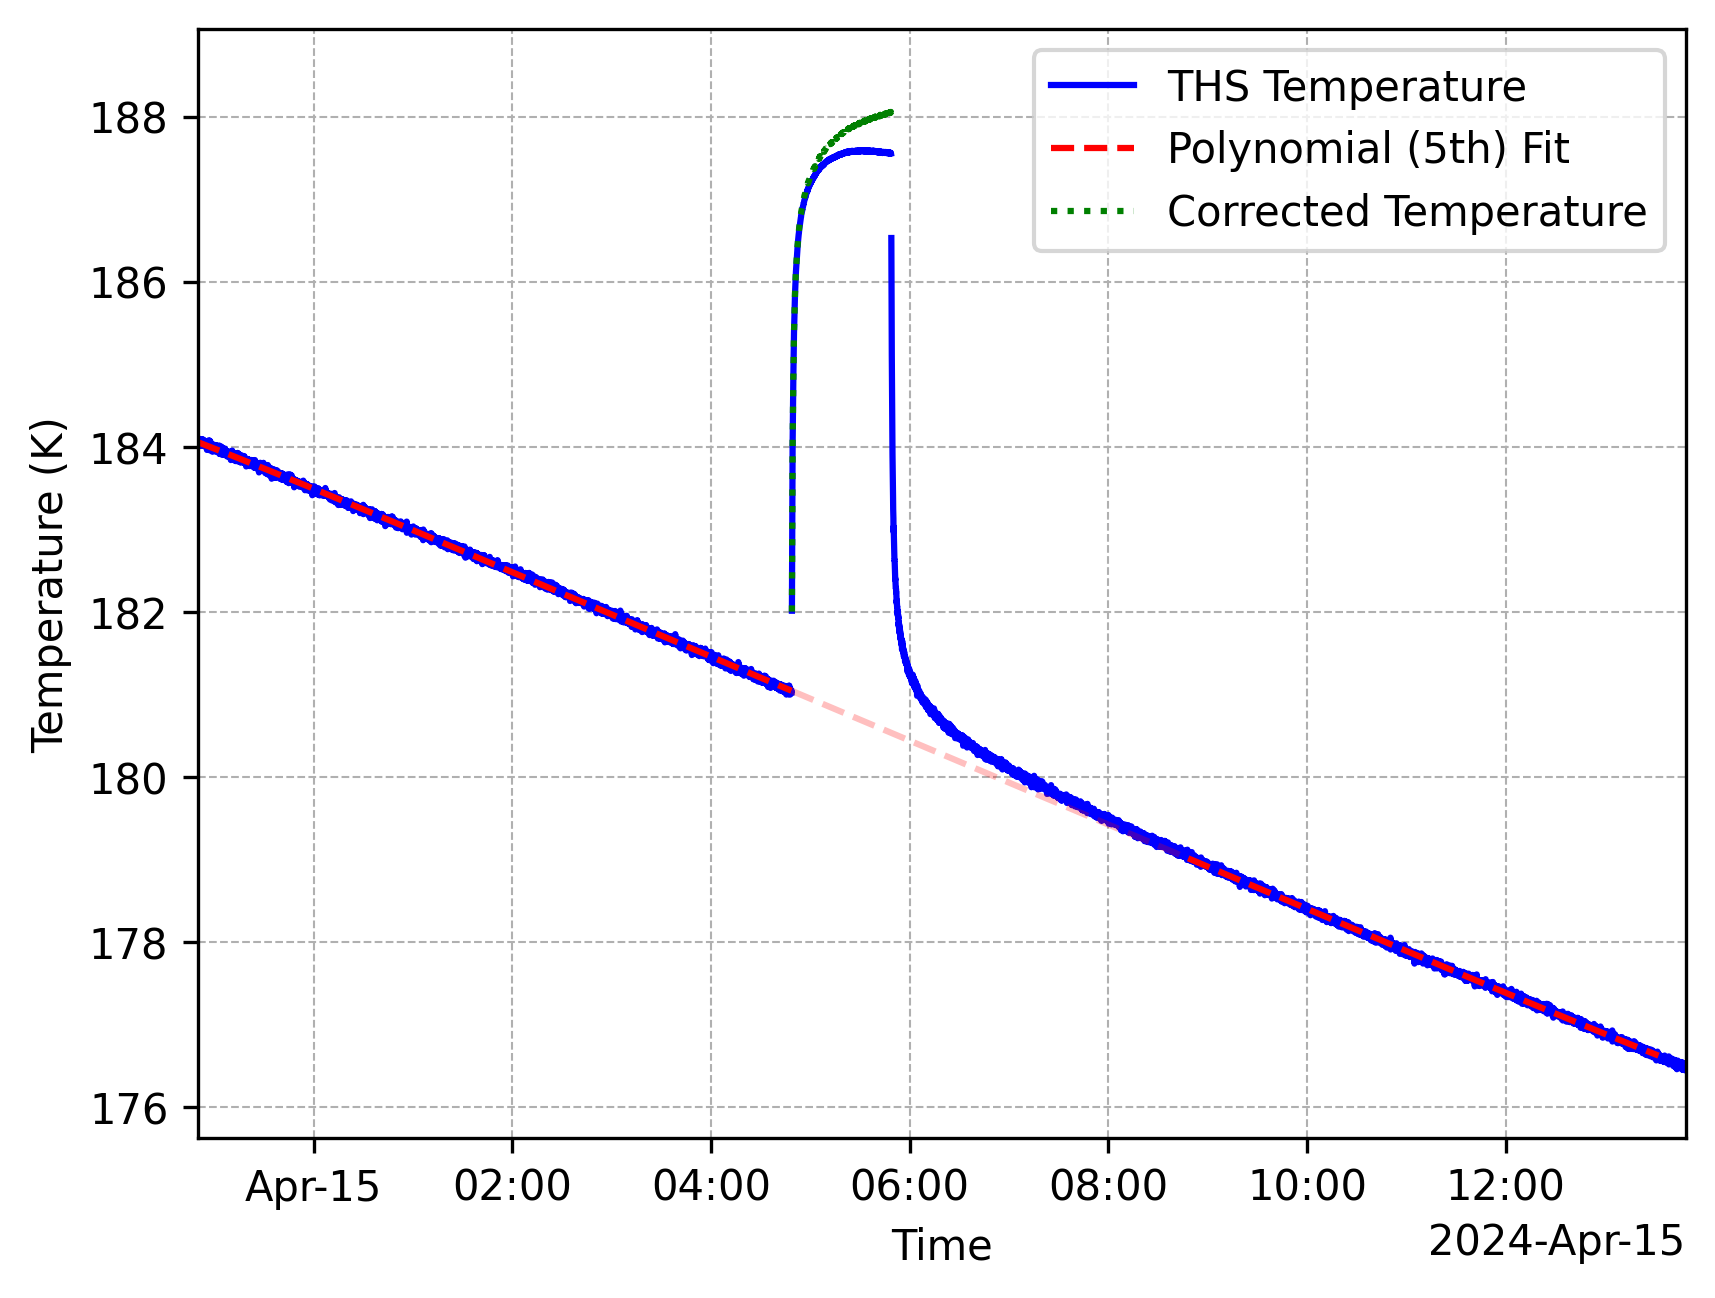 THS Temperature
Polynomial (5th) Fit
Corrected Temperature
188
186
184
182
180
178
176
Temperature (K)
Apr-15 02:00 04:00 06:00 08:00 10:00 12:00
Time
2024-Apr-15